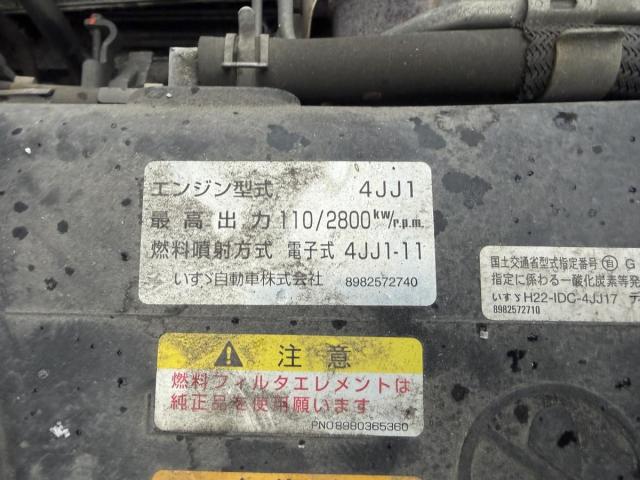 エンジン型式 4JJ1
最高出力 110/2800kw/r.p.m.
燃料噴射方式 電子式 4JJ1-11
いすゞ自動車株式会社 8982572740
国土交通省型式指定番号 G
指定に係わる一酸化炭素等発
いすゞH22-IDC-4JJ17 デ
8982572710
注意
燃料フィルタエレメントは
純正品を使用願います
PNO8980365360